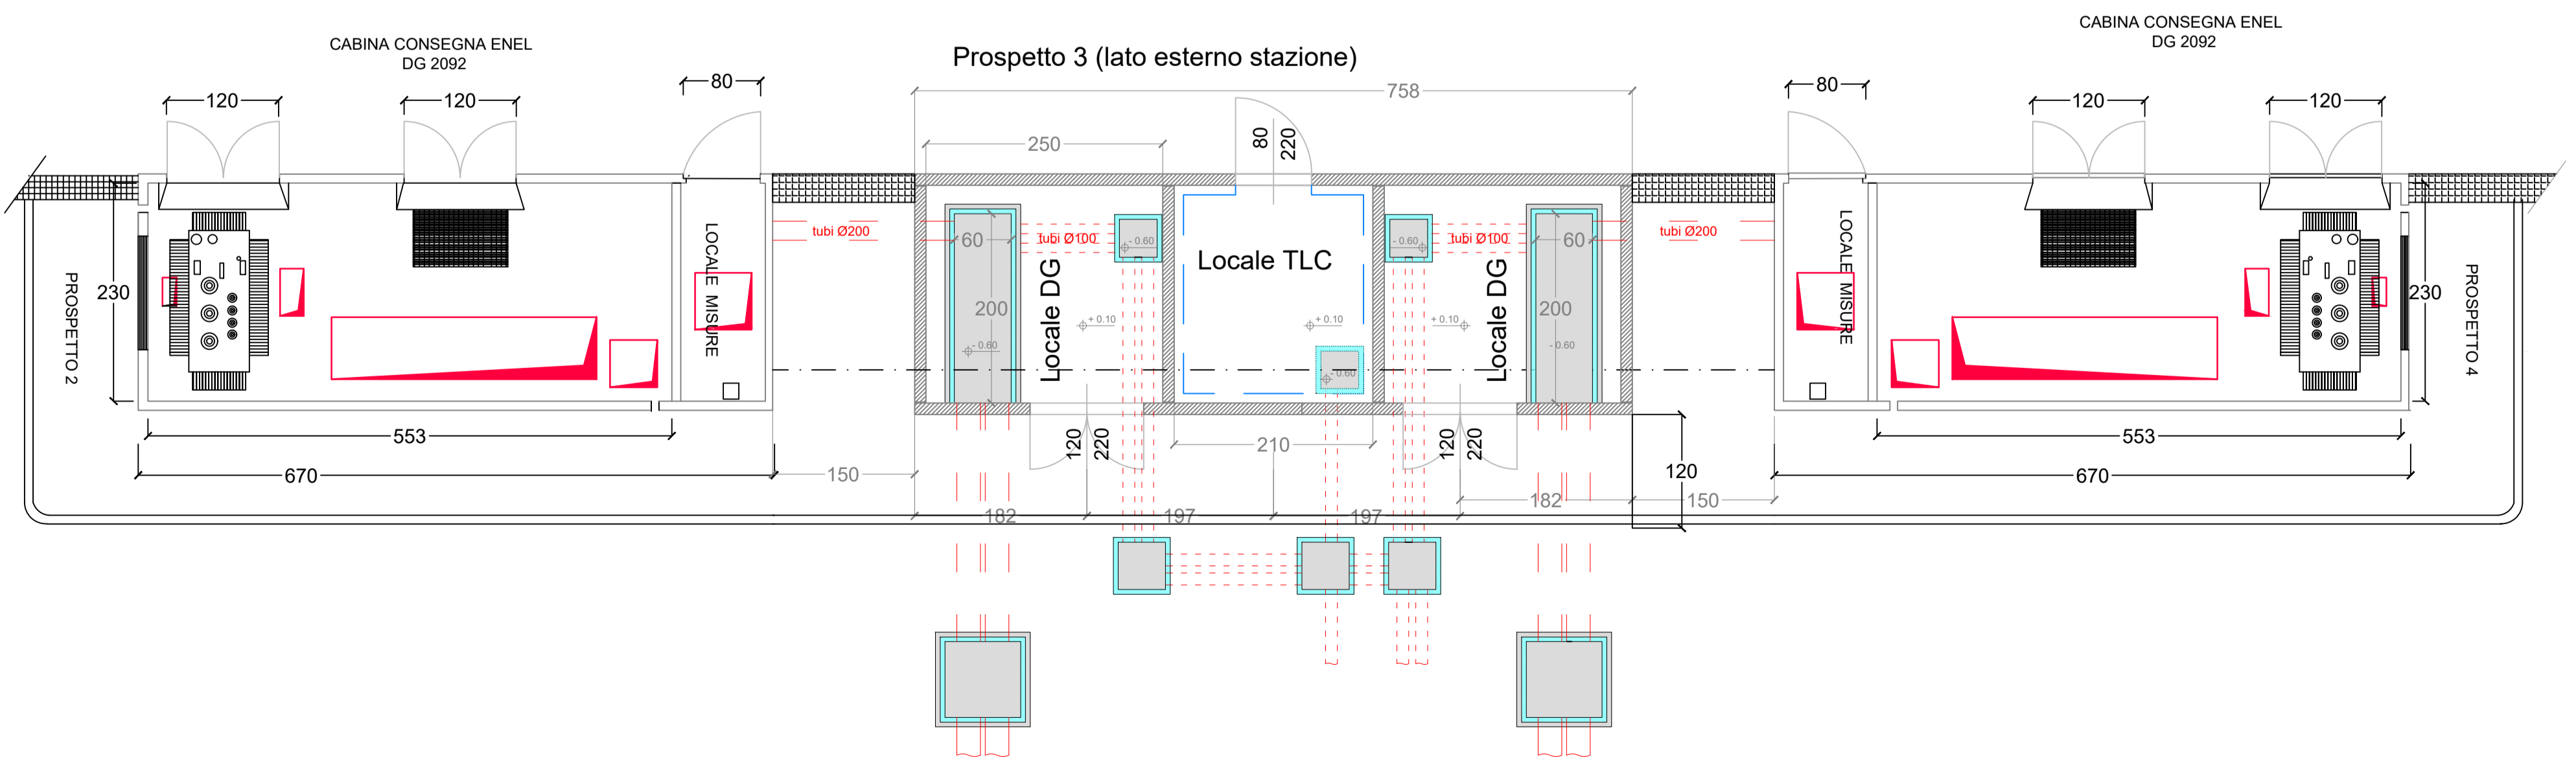 CABINA CONSEGNA ENEL
DG 2092
Prospetto 3 (lato esterno stazione)
CABINA CONSEGNA ENEL
DG 2092
120
120
80
758
80
120
120
250
80
220
tubi Ø200
60
tubi Ø100
- 0.60
Locale TLC
- 0.60
tubi Ø100
60
tubi Ø200
PROSPETTO 2
230
LOCALE MISURE
200
- 0.60
Locale DG
+ 0.10
+ 0.10
- 0.60
+ 0.10
Locale DG
200
- 0.60
LOCALE MISURE
230
PROSPETTO 4
553
670
150
120
220
210
120
220
120
182
150
553
670
182
197
197